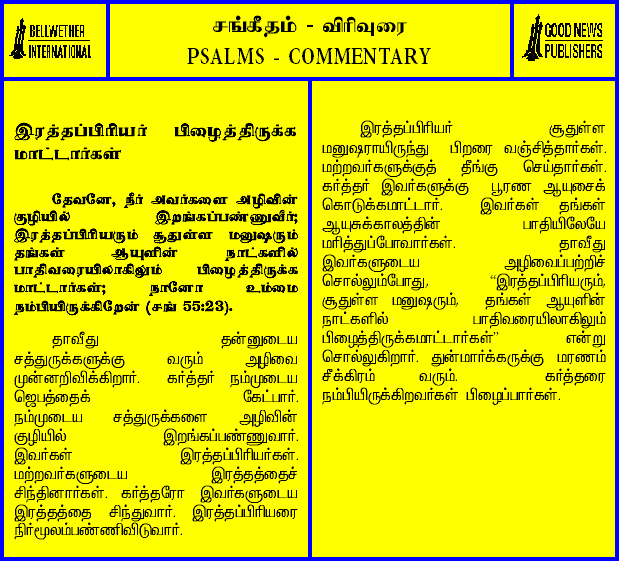 BELLWETHER
INTERNATIONAL
சங்கீதம் - விரிவுரை
PSALMS - COMMENTARY
GOOD NEWS
PUBLISHERS
இரத்தப்பிரியர் பிழைத்திருக்க
மாட்டார்கள்
தேவனே, நீர் அவர்களை அழிவின்
குழியில் இறங்கப்பண்ணுவீர்;
இரத்தப்பிரியரும் சூதுள்ள மனுஷரும்
தங்கள் ஆயுளின் நாட்களில்
பாதிவரையிலாகிலும் பிழைத்திருக்க
மாட்டார்கள்; நானோ உம்மை
நம்பியிருக்கிறேன் (சங் 55:23).
தாவீது தன்னுடைய
சத்துருக்களுக்கு வரும் அழிவை
முன்னறிவிக்கிறார். கர்த்தர் நம்முடைய
ஜெபத்தைக் கேட்பார்.
நம்முடைய சத்துருக்களை அழிவின்
குழியில் இறங்கப்பண்ணுவார்.
இவர்கள் இரத்தப்பிரியர்கள்.
மற்றவர்களுடைய இரத்தத்தைச்
சிந்தினார்கள். கர்த்தரோ இவர்களுடைய
இரத்தத்தை சிந்துவார். இரத்தப்பிரியரை
நிர்மூலம்பண்ணிவிடுவார்.
இரத்தப்பிரியர் சூதுள்ள
மனுஷராயிருந்து பிறரை வஞ்சித்தார்கள்.
மற்றவர்களுக்குத் தீங்கு செய்தார்கள்.
கர்த்தர் இவர்களுக்கு பூரண ஆயுசைக்
கொடுக்கமாட்டார். இவர்கள் தங்கள்
ஆயுசுக்காலத்தின் பாதியிலேயே
மரித்துப்போவார்கள். தாவீது
இவர்களுடைய அழிவைப்பற்றிச்
சொல்லும்போது, “இரத்தப்பிரியரும்,
சூதுள்ள மனுஷரும், தங்கள் ஆயுளின்
நாட்களில் பாதிவரையிலாகிலும்
பிழைத்திருக்கமாட்டார்கள்” என்று
சொல்லுகிறார். துன்மார்க்கருக்கு மரணம்
சீக்கிரம் வரும். கர்த்தரை
நம்பியிருக்கிறவர்கள் பிழைப்பார்கள்.